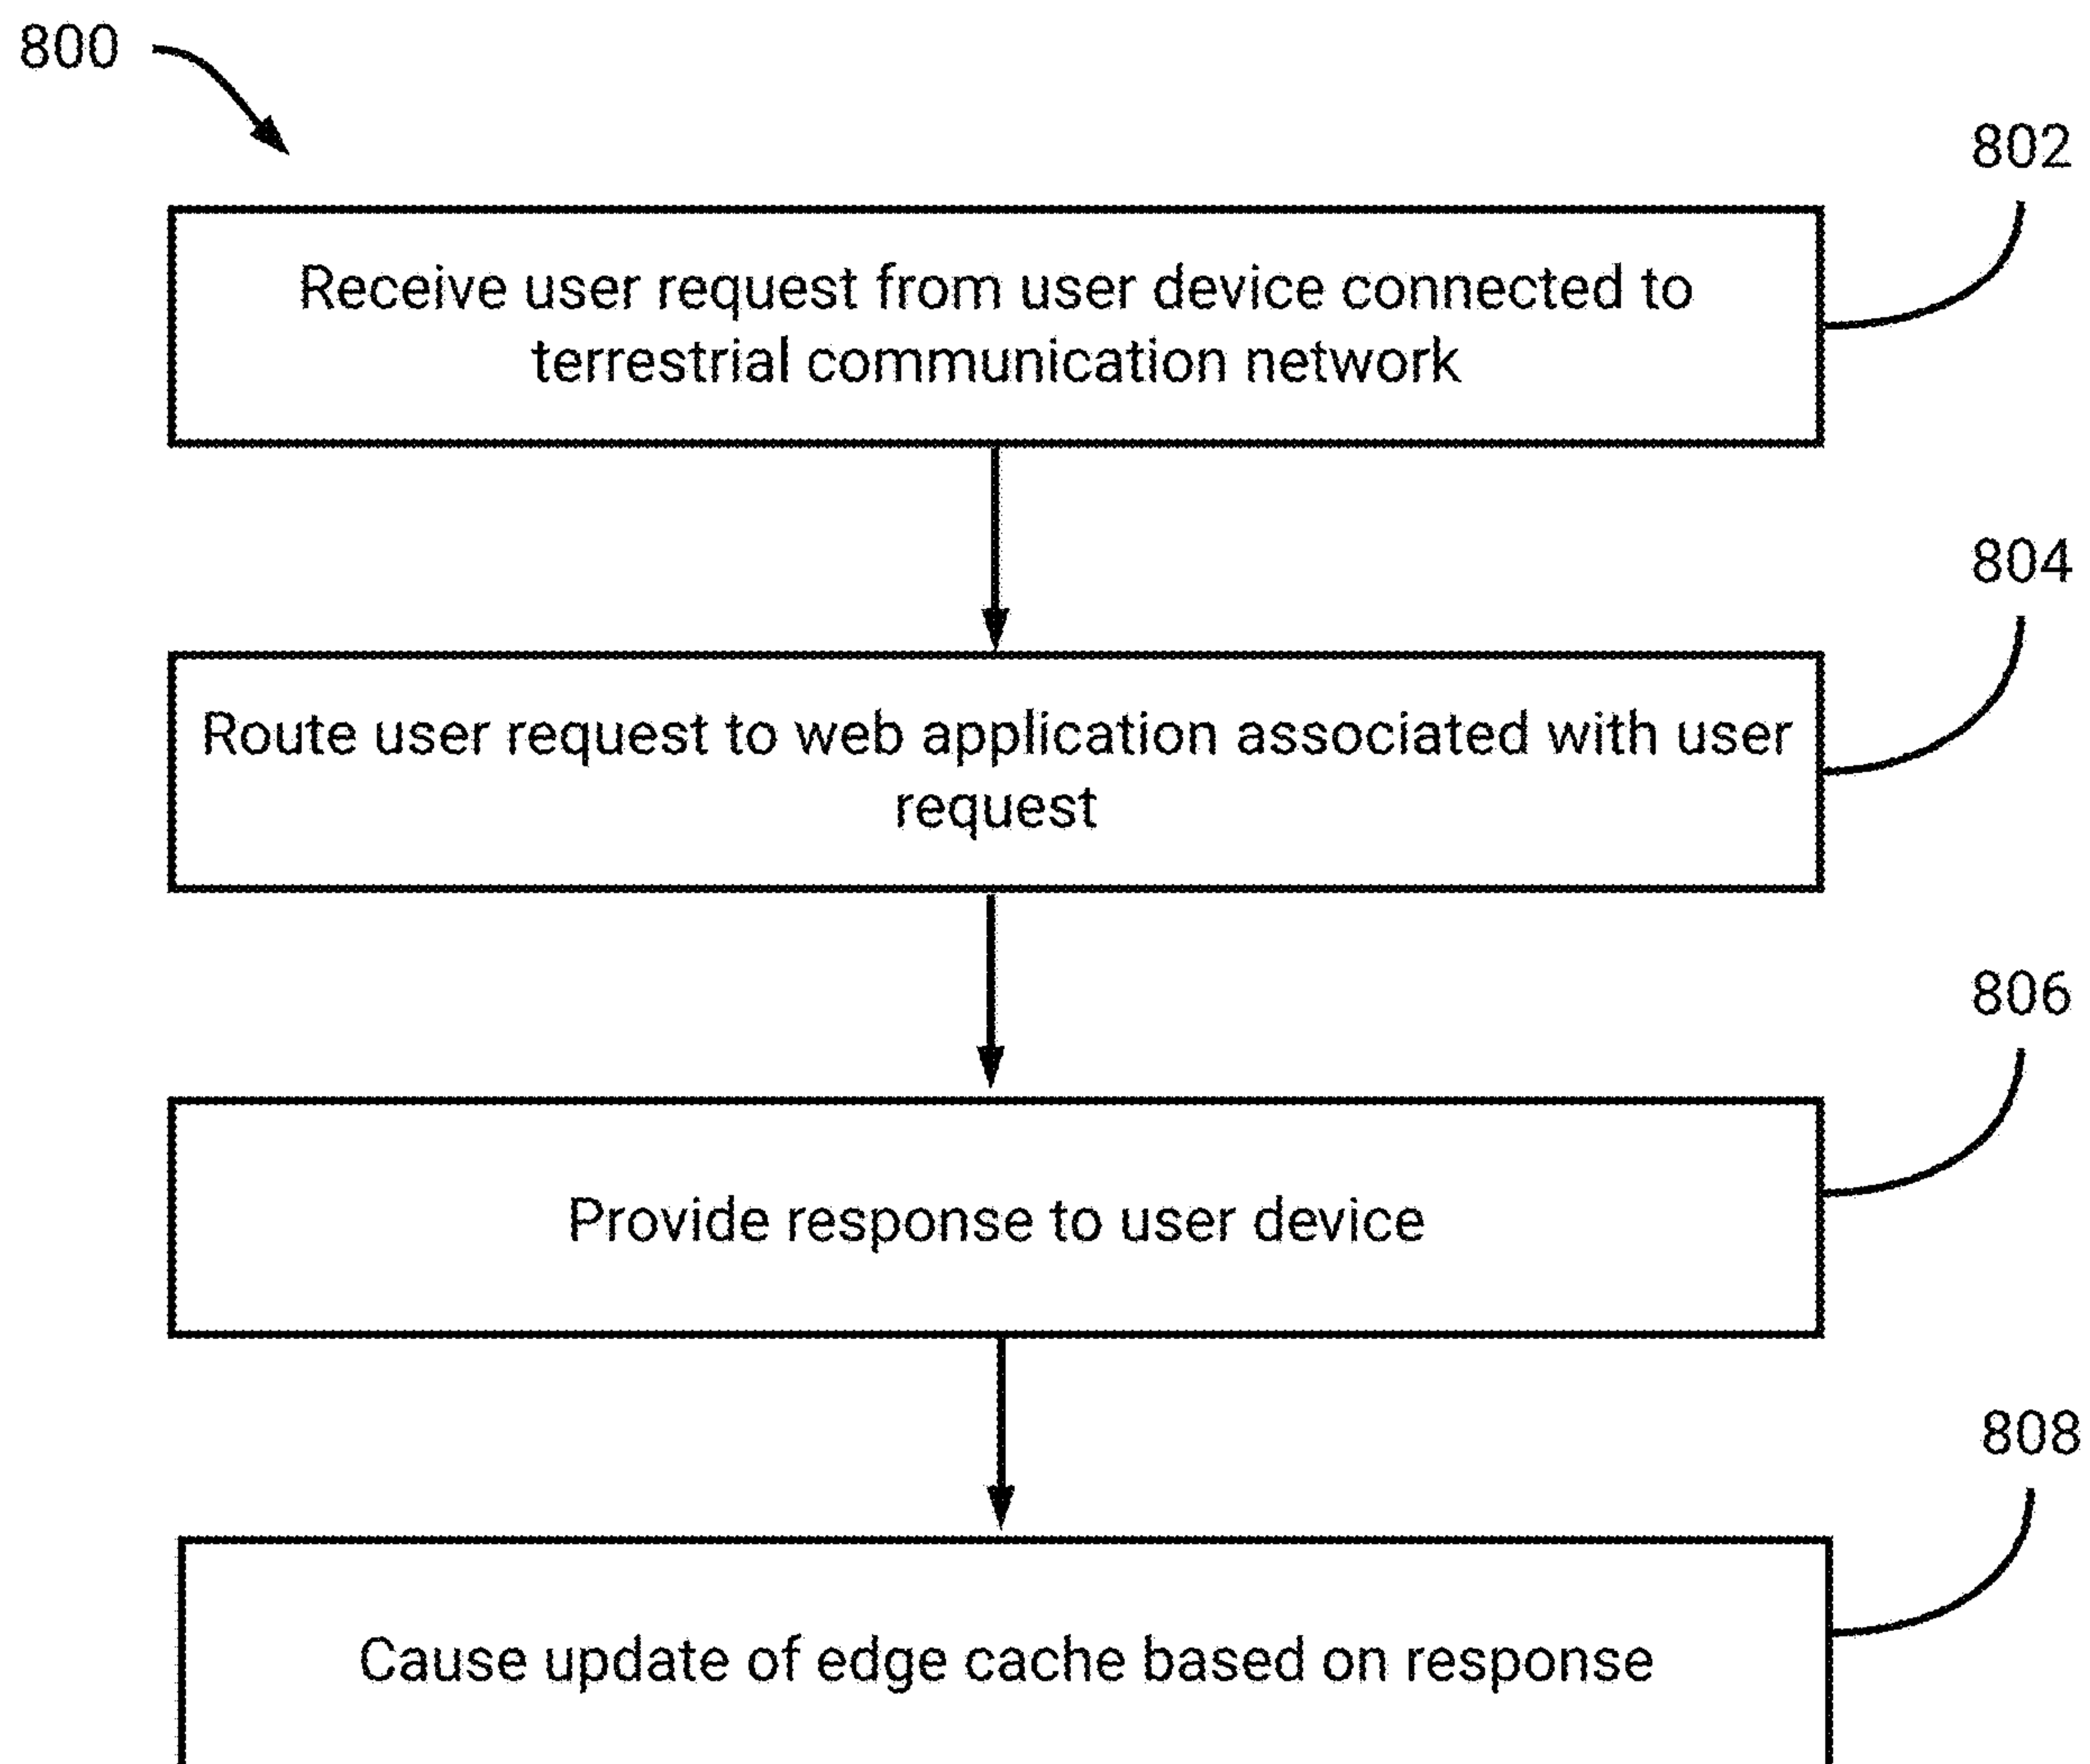 800
802
Receive user request from user device connected to
terrestrial communication network
804
Route user request to web application associated with user
request
806
Provide response to user device
808
Cause update of edge cache based on response